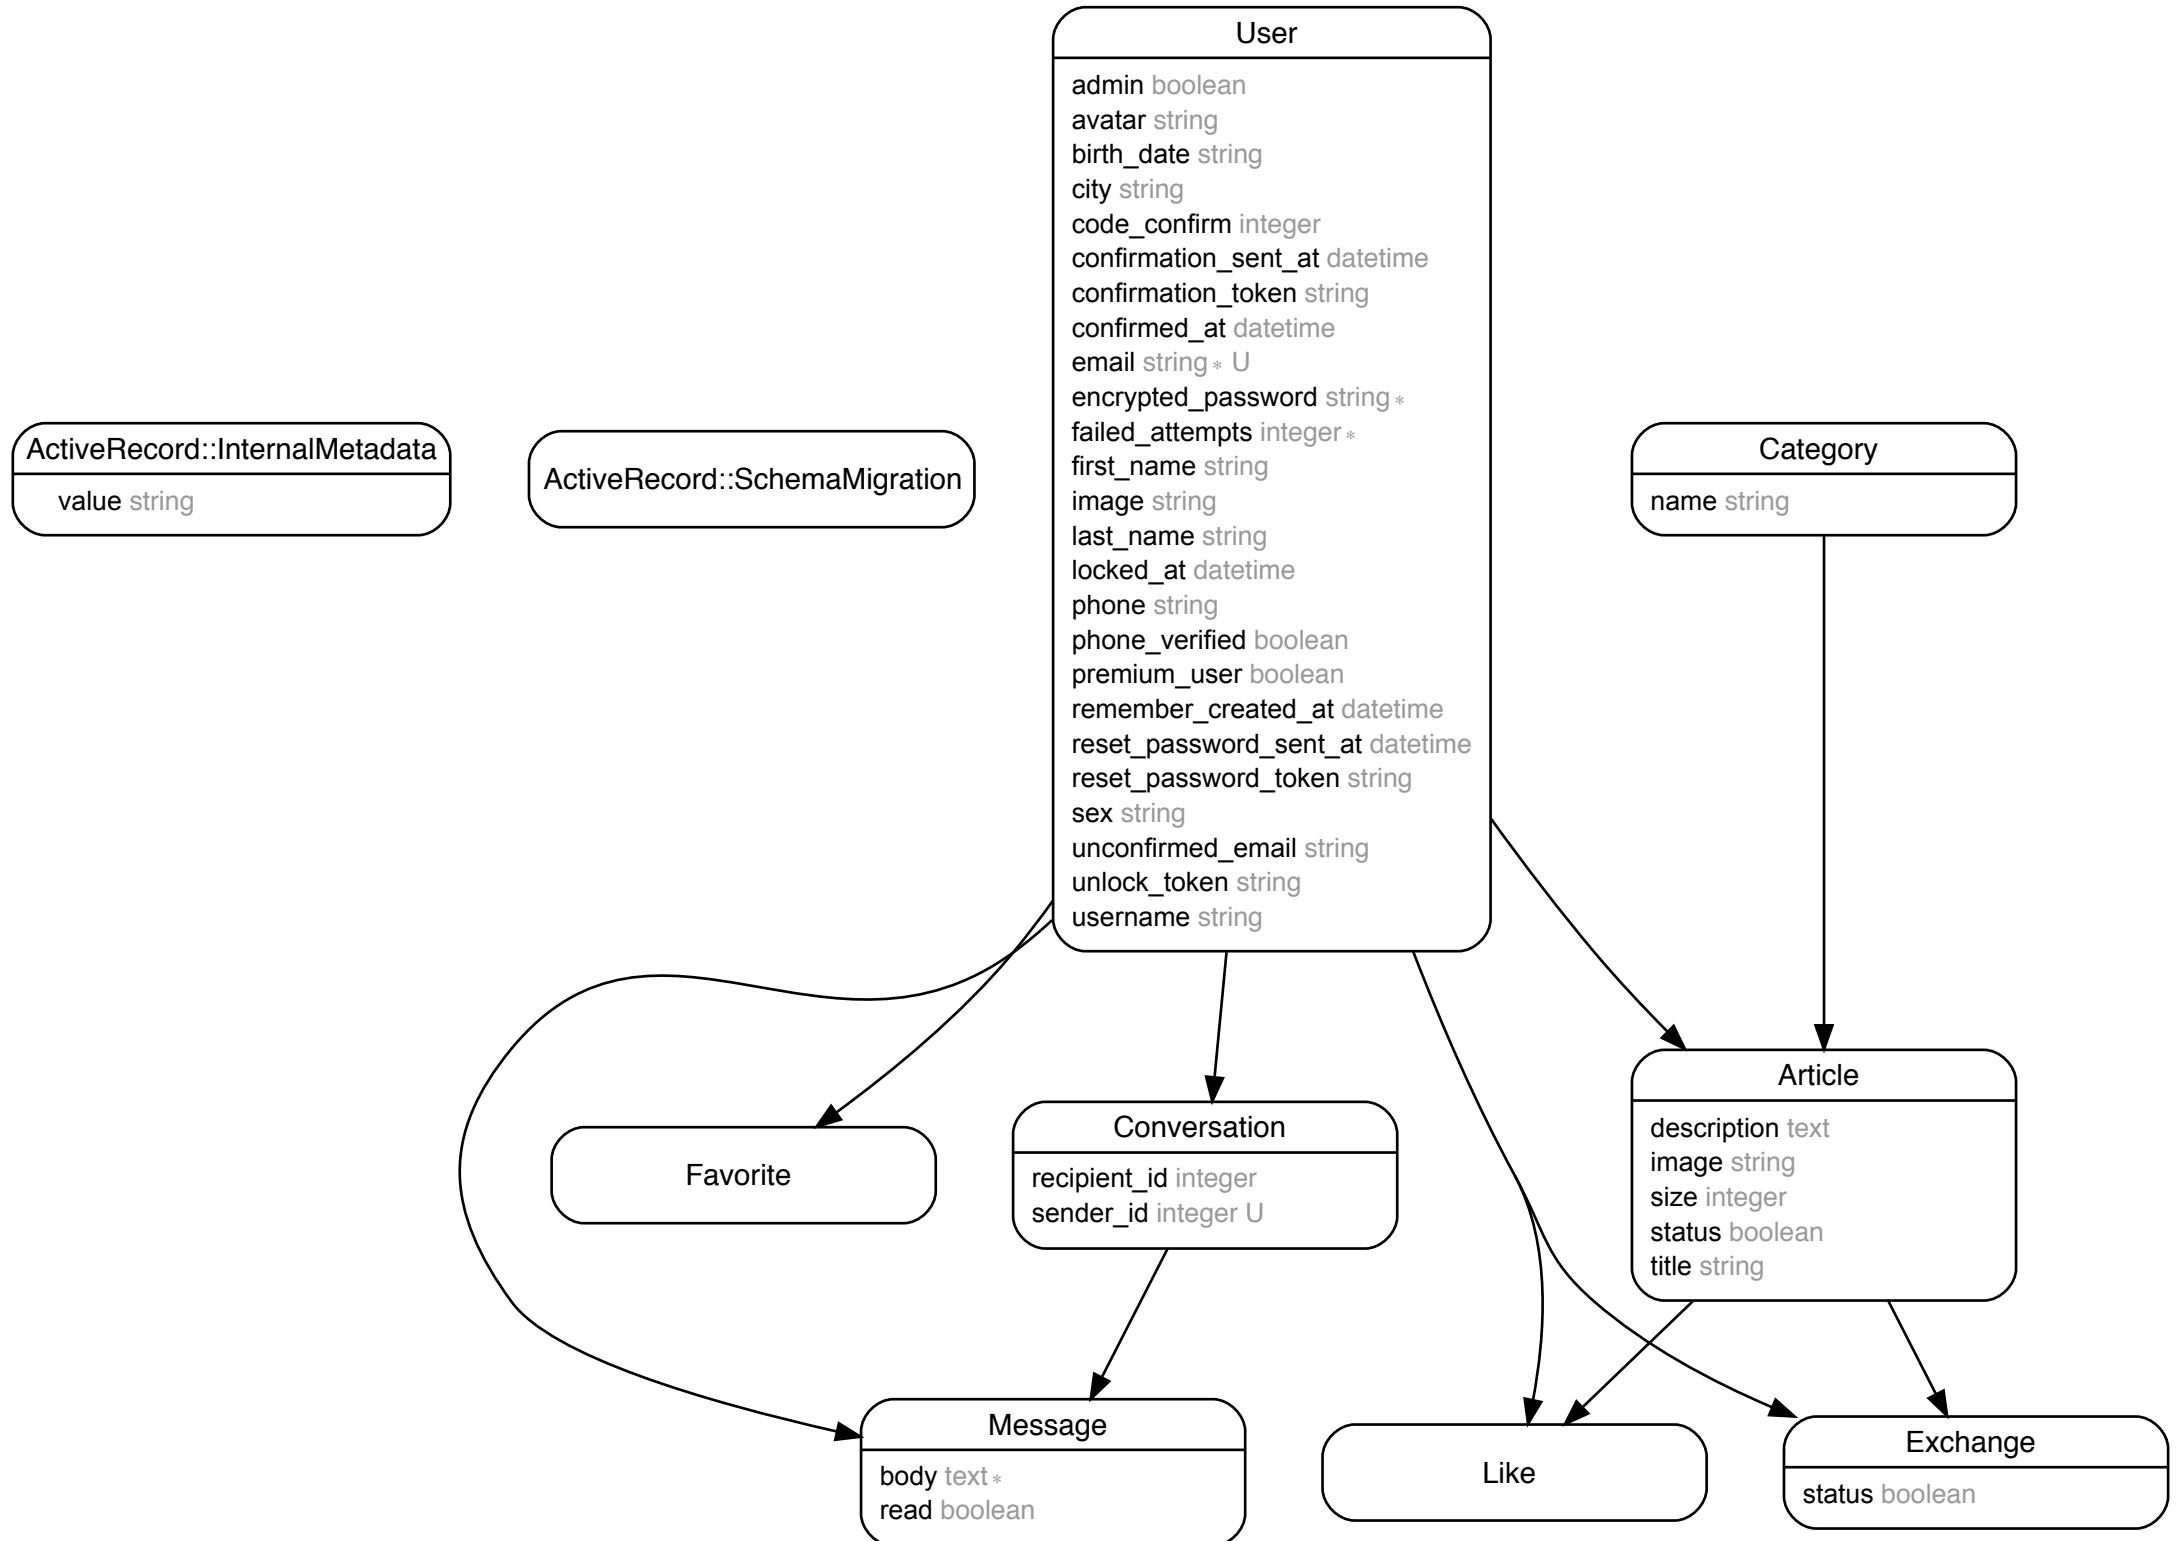 User
admin boolean
avatar string
birth_date string
city string
code_confirm integer
confirmation_sent_at datetime
confirmation_token string
confirmed_at datetime
email string∗ U
encrypted_password string∗
failed_attempts integer∗
first_name string
image string
last_name string
locked_at datetime
phone string
phone_verified boolean
premium_user boolean
remember_created_at datetime
reset_password_sent_at datetime
reset_password_token string
sex string
unconfirmed_email string
unlock_token string
username string
ActiveRecord::InternalMetadata
value string
ActiveRecord::SchemaMigration
Category
name string
Favorite
Conversation
recipient_id integer
sender_id integer U
Article
description text
image string
size integer
status boolean
title string
Message
body text∗
read boolean
Like
Exchange
status boolean